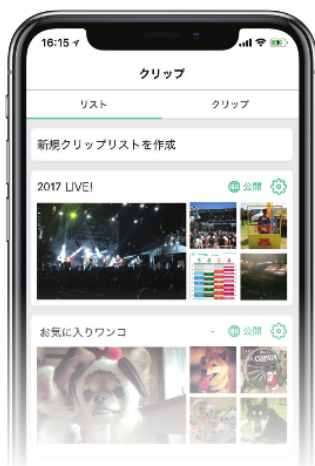 16:15
クリップ
リスト
クリップ
新規クリップリストを作成
2017 LIVE!
公開
お気に入りワンコ
公開